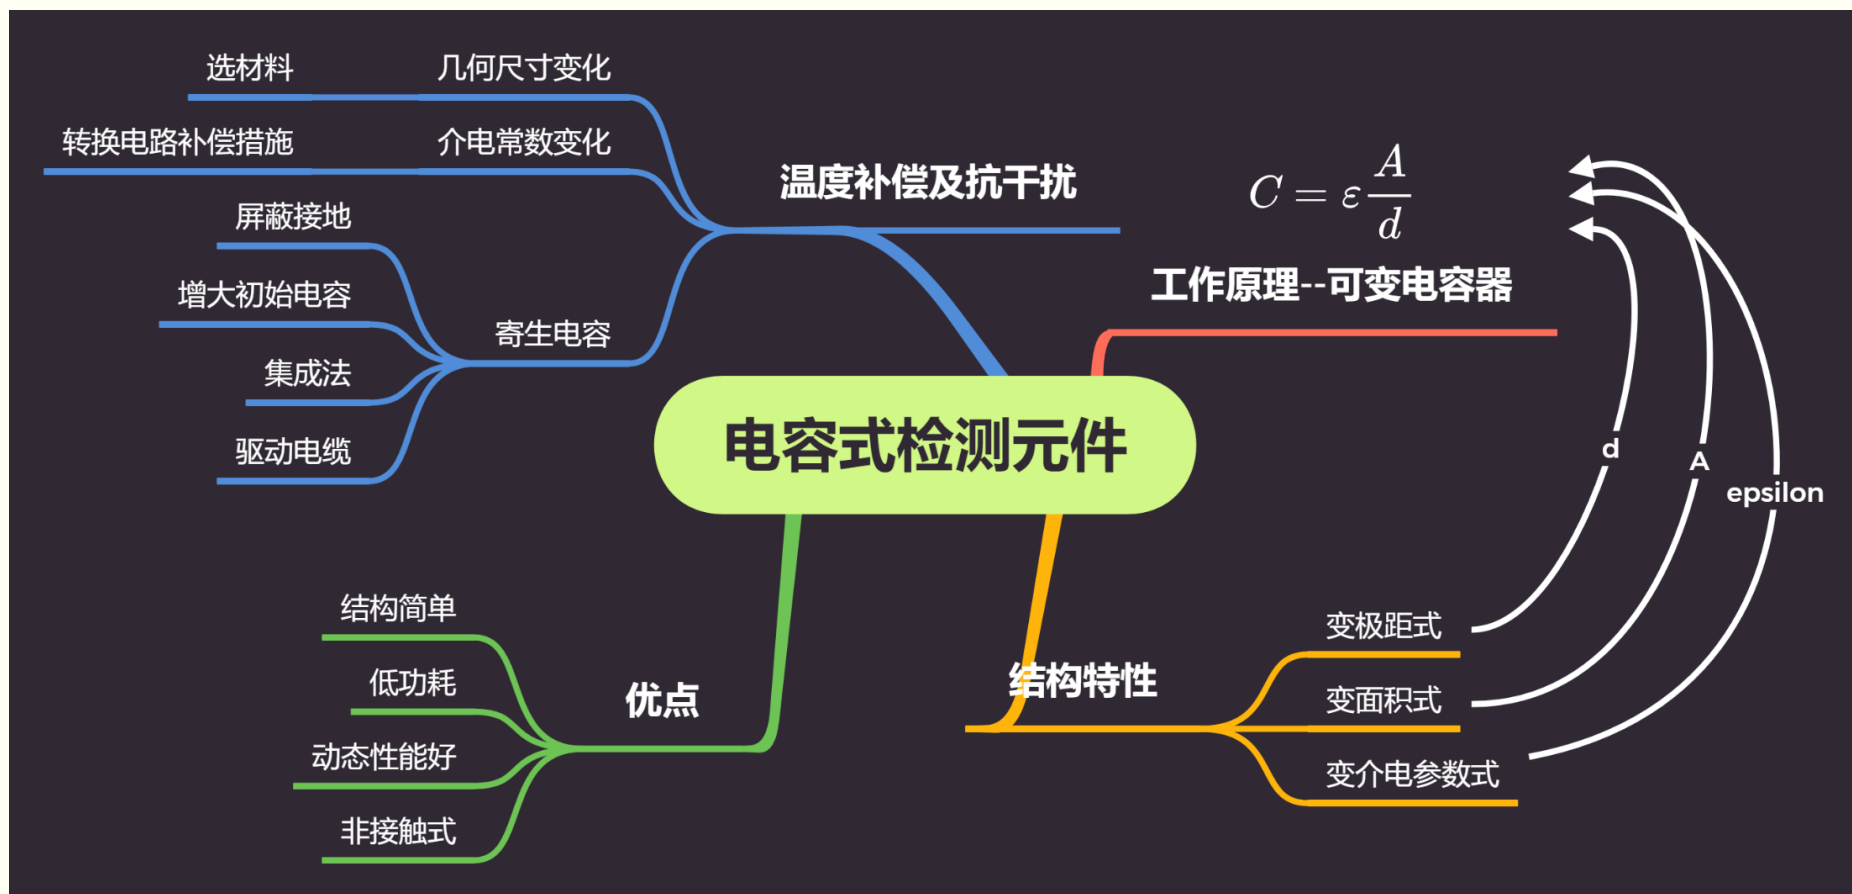 选材料
几何尺寸变化
转换电路补偿措施
介电常数变化
温度补偿及抗干扰
屏蔽接地
增大初始电容
寄生电容
集成法
驱动电缆
C = ε A/d
工作原理--可变电容器
电容式检测元件
d
A
epsilon
结构简单
低功耗
优点
动态性能好
非接触式
结构特性
变极距式
变面积式
变介电参数式